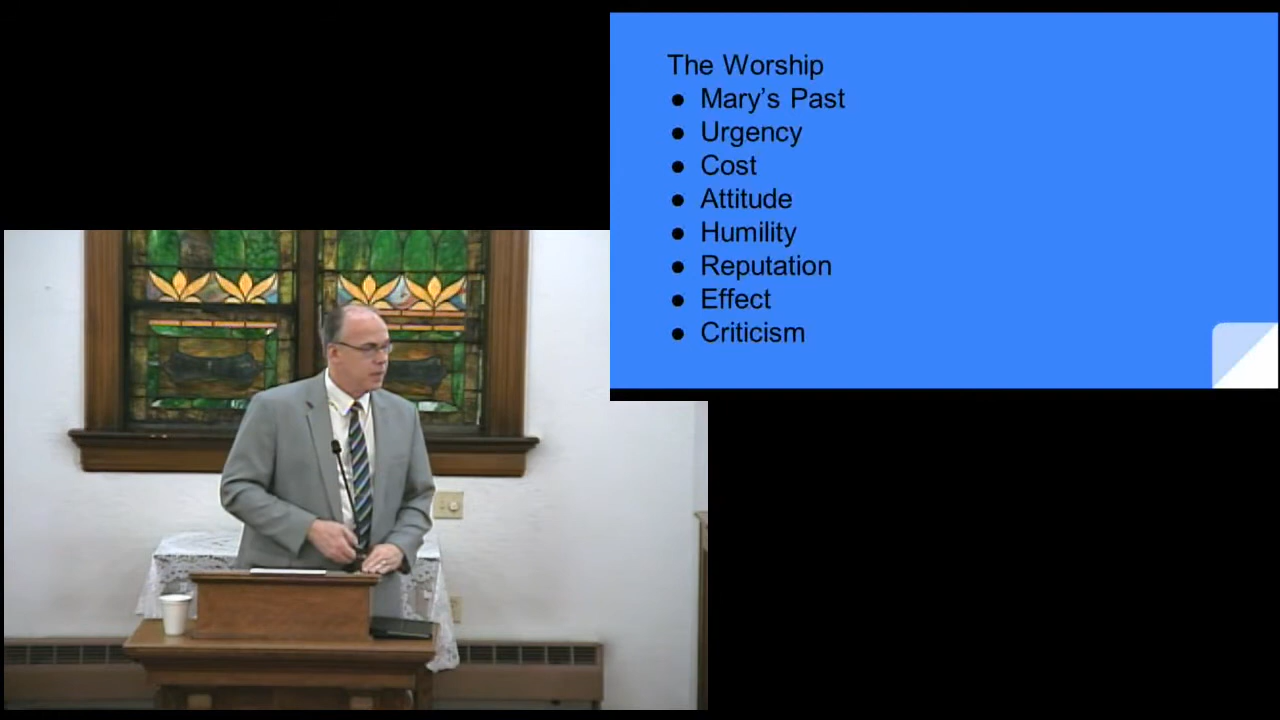 The Worship
● Mary's Past
● Urgency
● Cost
● Attitude
● Humility
● Reputation
● Effect
● Criticism